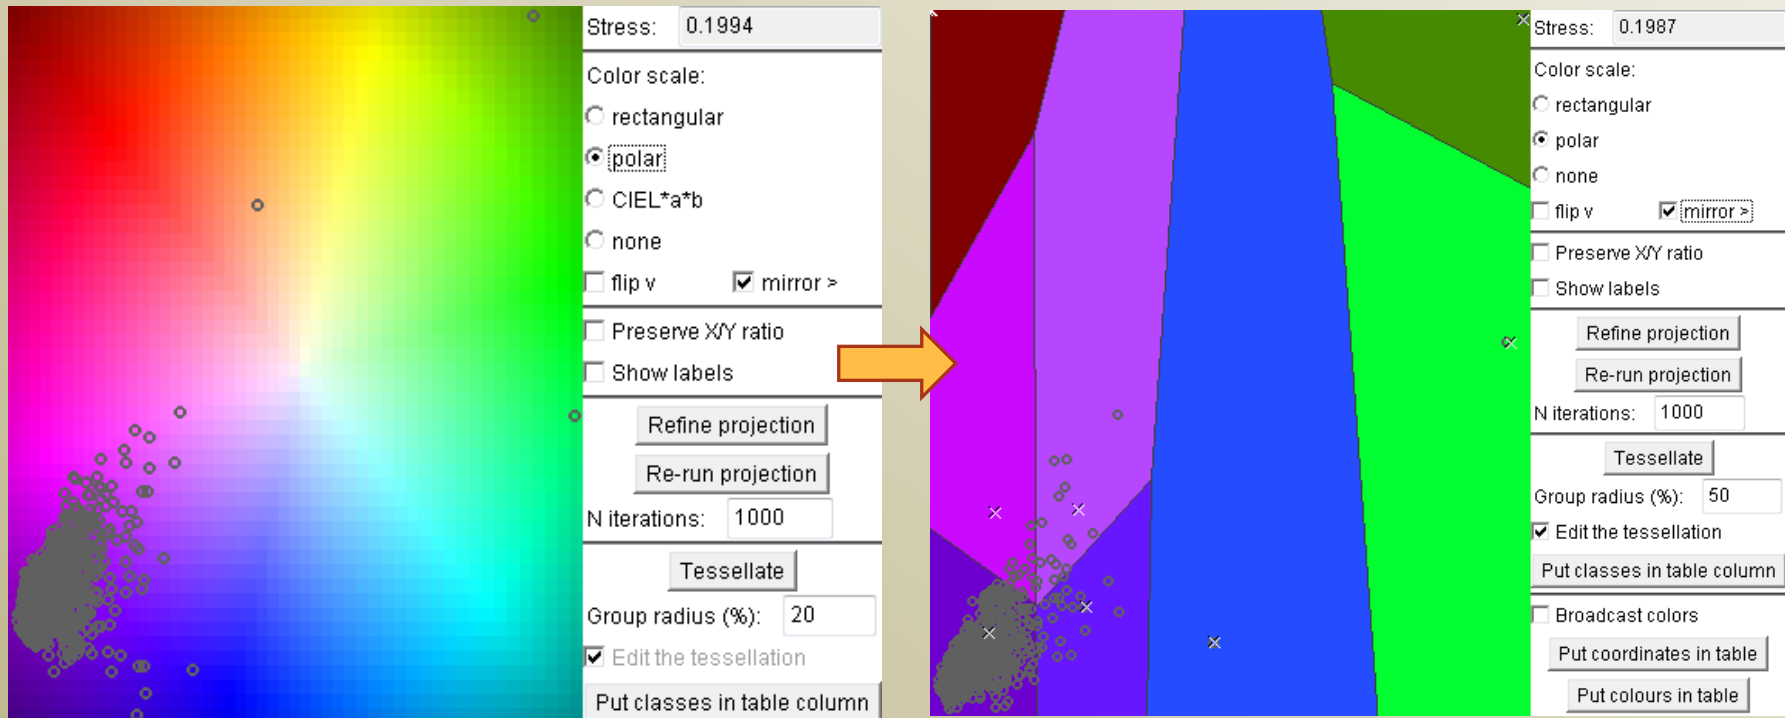 Stress: 0.1994
Color scale:
rectangular
polar
CIEL*a*b
none
flip v mirror >
Preserve X/Y ratio
Show labels
Refine projection
Re-run projection
N iterations: 1000
Tessellate
Group radius (%): 20
Edit the tessellation
Put classes in table column
Stress: 0.1987
Color scale:
rectangular
polar
none
flip v mirror >
Preserve X/Y ratio
Show labels
Refine projection
Re-run projection
N iterations: 1000
Tessellate
Group radius (%): 50
Edit the tessellation
Put classes in table column
Broadcast colors
Put coordinates in table
Put colours in table